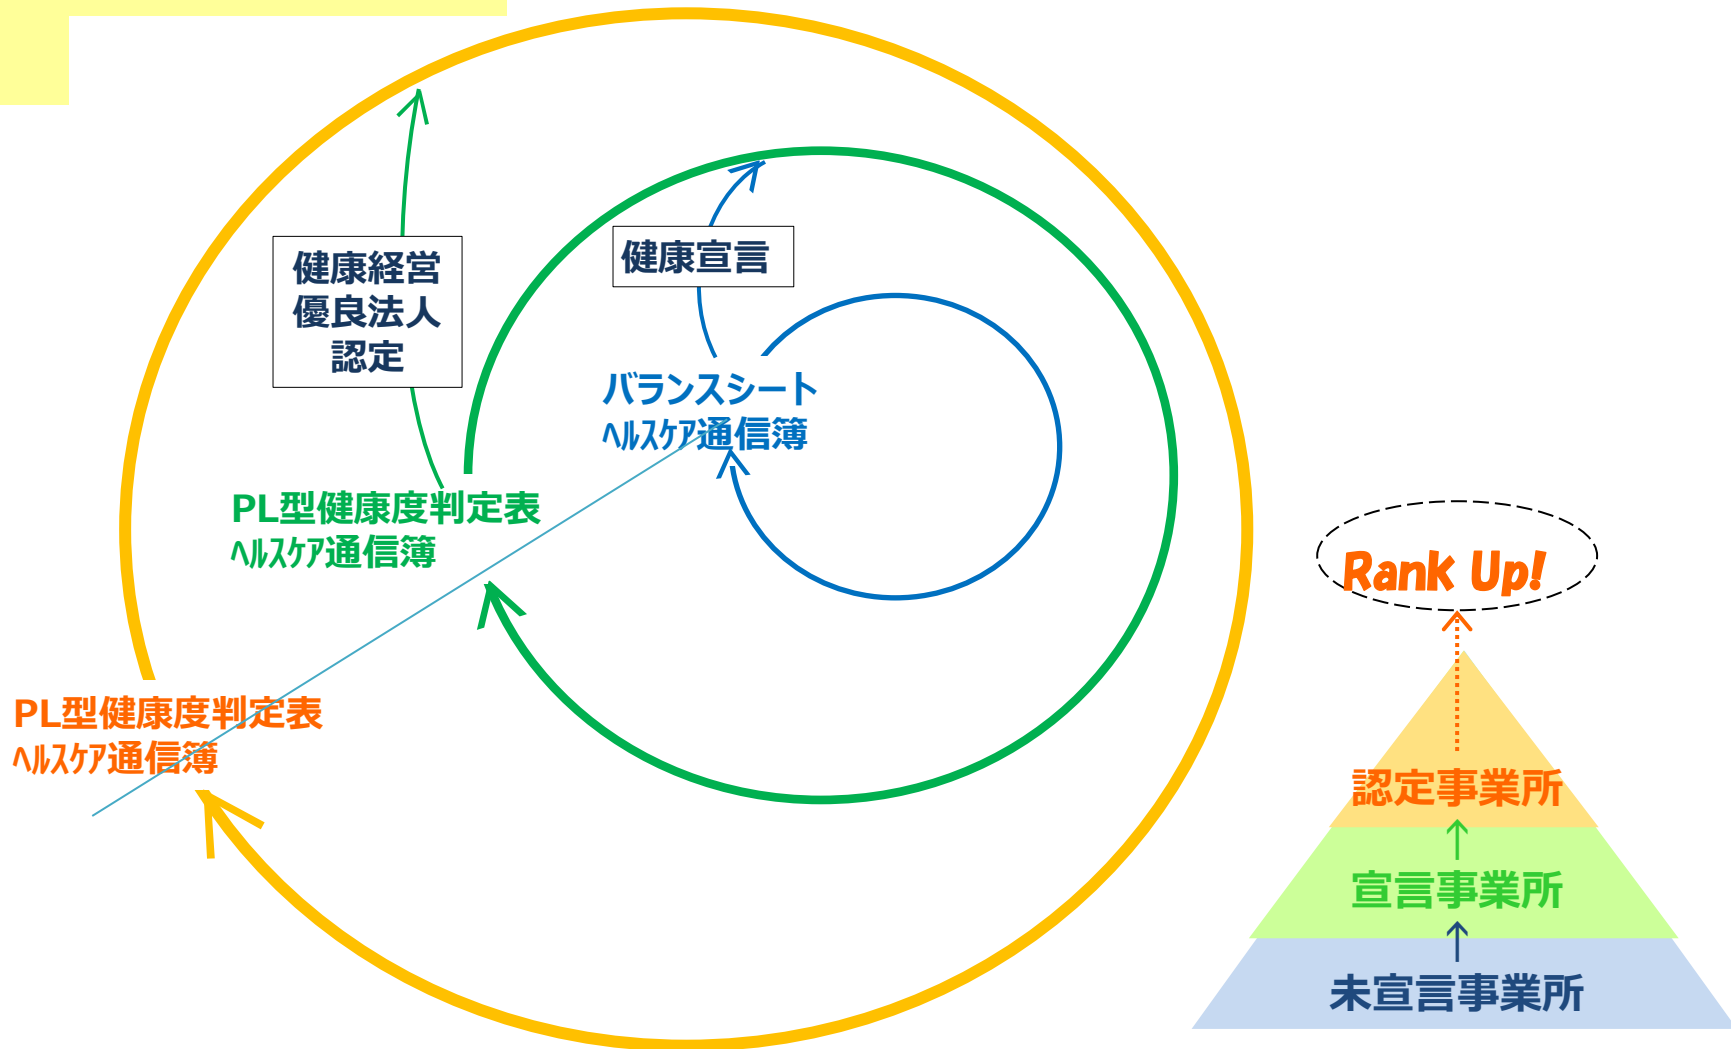 健康経営
優良法人
認定
健康宣言
バランスシート
ﾍﾙｽｹｱ通信簿
PL型健康度判定表
ﾍﾙｽｹｱ通信簿
PL型健康度判定表
ﾍﾙｽｹｱ通信簿
Rank Up!
認定事業所
宣言事業所
未宣言事業所